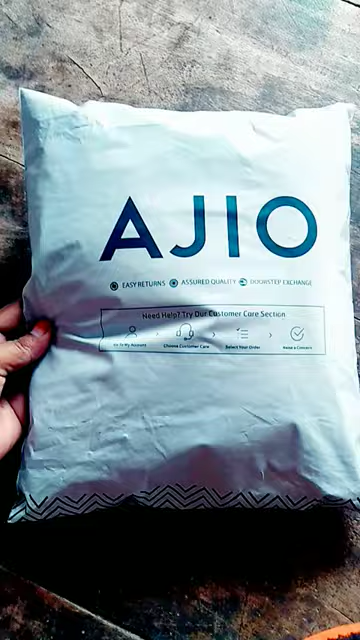 AJIO
EASY RETURNS ASSURED QUALITY DOORSTEP EXCHANGE
Need Help? Try Our Customer Care Section
Go To My Account Choose Customer Care Select Your Order Raise a Concern